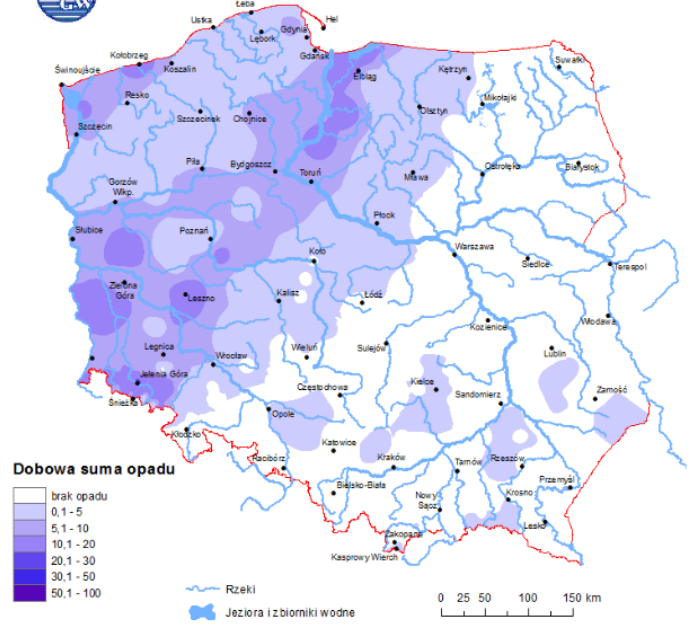 GW
Łeba
Ustka
Hel
Lębork
Gdynia
Kołobrzeg
Koszalin
Gdańsk
Elbląg
Kętrzyn
Suwałki
Świnoujście
Resko
Szczecinek
Chojnice
Olsztyn
Mikołajki
Szczecin
Piła
Bydgoszcz
Toruń
Mława
Ostrołęka
Białystok
Gorzów
Wlkp.
Płock
Słubice
Poznań
Koło
Warszawa
Siedlce
Terespol
Zielona
Góra
Leszno
Kalisz
Łódź
Włodawa
Kozienice
Legnica
Wrocław
Wieluń
Sulejów
Lublin
Jelenia Góra
Częstochowa
Kielce
Zamość
Śnieżka
Opole
Sandomierz
Kłodzko
Katowice
Racibórz
Kraków
Tarnów
Rzeszów
Przemyśl
Bielsko-Biała
Nowy
Sącz
Krosno
Lesko
Zakopane
Kasprowy Wierch
Dobowa suma opadu
brak opadu
0,1 - 5
5,1 - 10
10,1 - 20
20,1 - 30
30,1 - 50
50,1 - 100
Rzeki
Jeziora i zbiorniki wodne
0 25 50 100 150 km